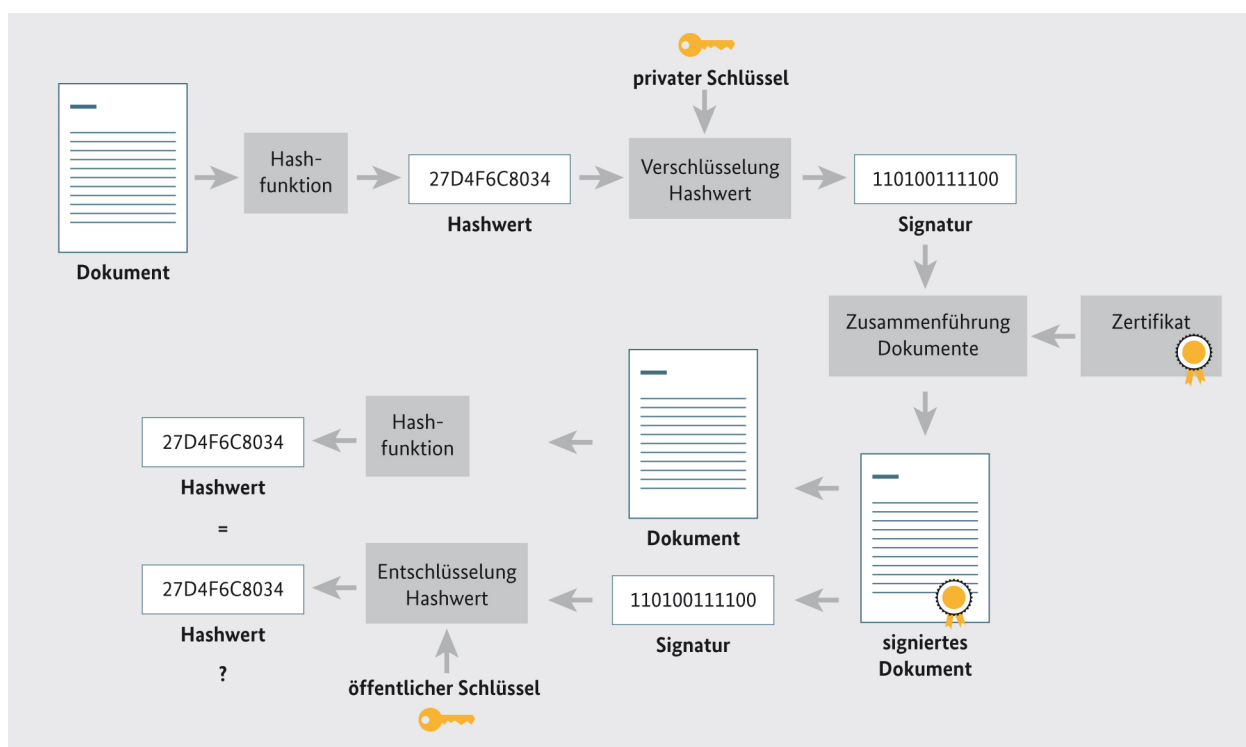 privater Schlüssel
Hash-
funktion
27D4F6C8034
Verschlüsselung
Hashwert
110100111100
Hashwert
Signatur
Dokument
Zusammenführung
Dokumente
Zertifikat
Hash-
funktion
27D4F6C8034
Hashwert
=
Dokument
27D4F6C8034
Entschlüsselung
Hashwert
110100111100
Hashwert
Signatur
signiertes
Dokument
?
öffentlicher Schlüssel